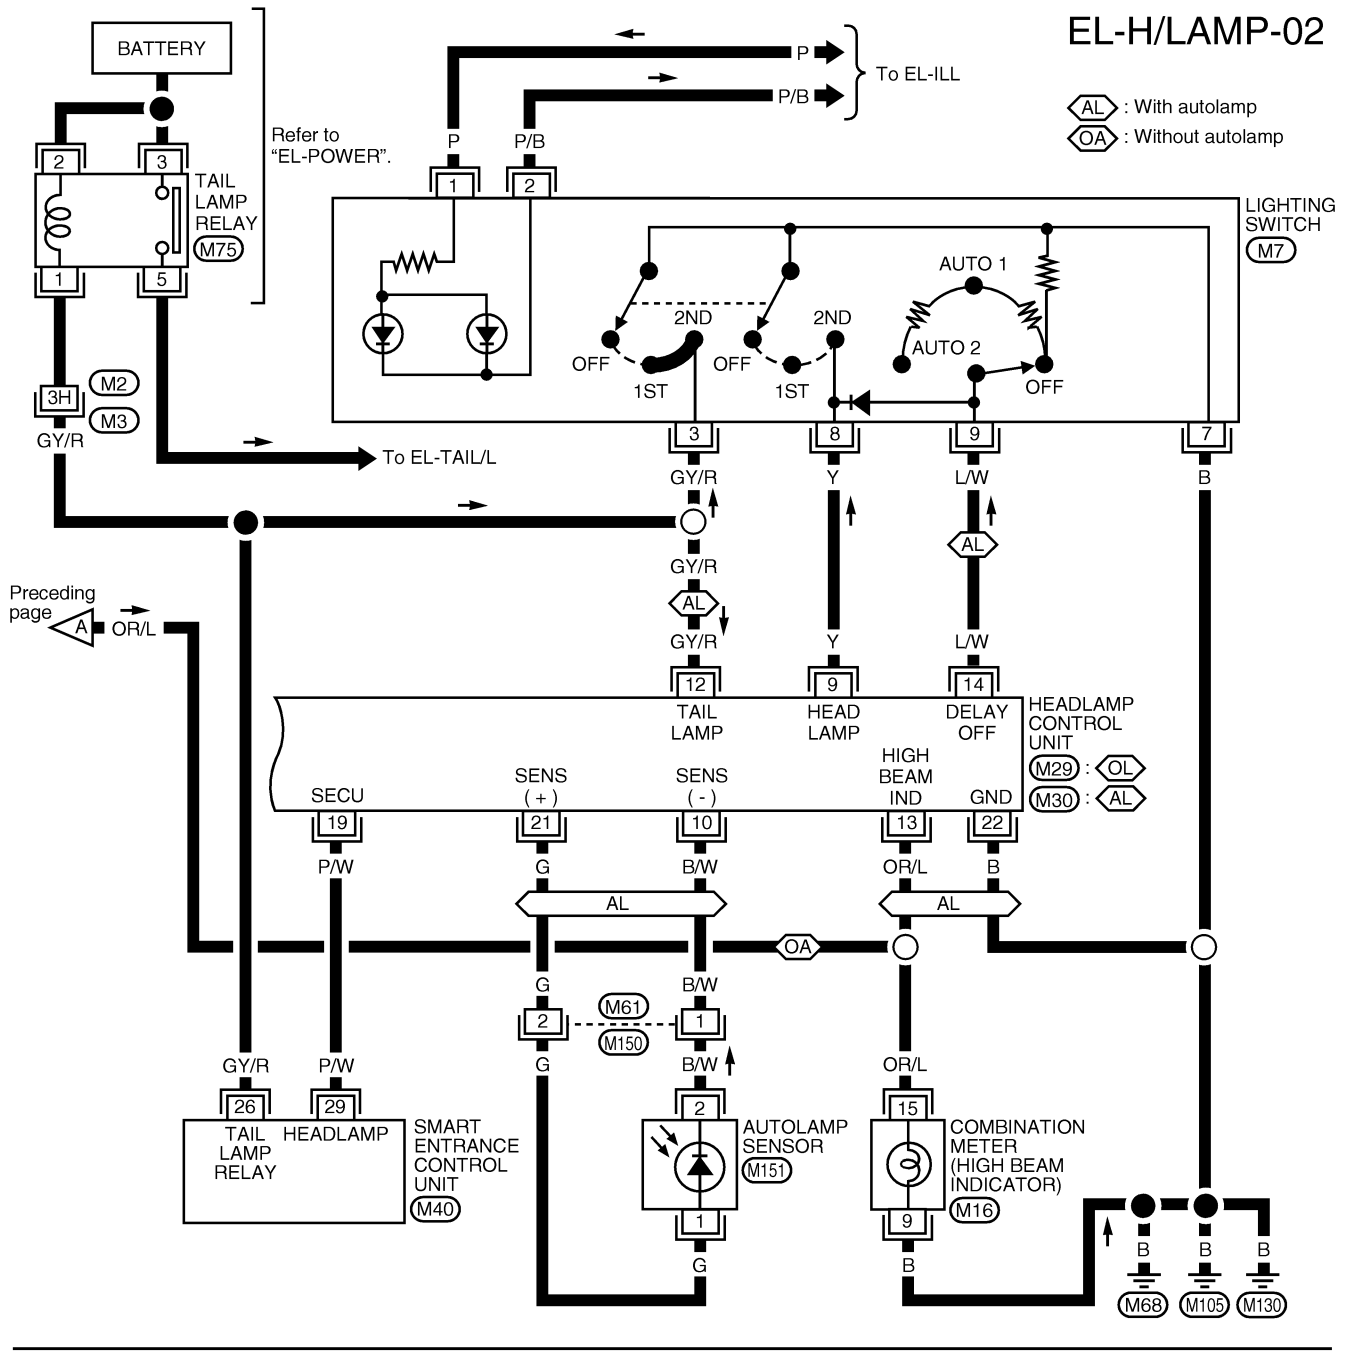 EL-H/LAMP-02
BATTERY
P
To EL-ILL
P/B
AL : With autolamp
OA : Without autolamp
Refer to
“EL-POWER”.
P
P/B
2
3
1
2
TAIL
LAMP
RELAY
M75
LIGHTING
SWITCH
M7
1
5
AUTO 1
2ND
2ND
AUTO 2
OFF
OFF
OFF
1ST
1ST
3H
M2
M3
GY/R
To EL-TAIL/L
3
8
9
7
GY/R
Y
L/W
B
AL
GY/R
Preceding
page
A
OR/L
AL
GY/R
Y
L/W
12
9
14
TAIL
LAMP
HEAD
LAMP
DELAY
OFF
HEADLAMP
CONTROL
UNIT
M29 : OL
M30 : AL
SECU
SENS
( + )
SENS
( - )
HIGH
BEAM
IND
GND
19
21
10
13
22
P/W
G
B/W
OR/L
B
AL
AL
OA
G
B/W
2
M61
M150
1
GY/R
P/W
G
B/W
OR/L
26
29
2
15
TAIL
LAMP
RELAY
HEADLAMP
SMART
ENTRANCE
CONTROL
UNIT
M40
AUTOLAMP
SENSOR
M151
COMBINATION
METER
(HIGH BEAM
INDICATOR)
M16
1
9
G
B
B
B
B
M68
M105
M130